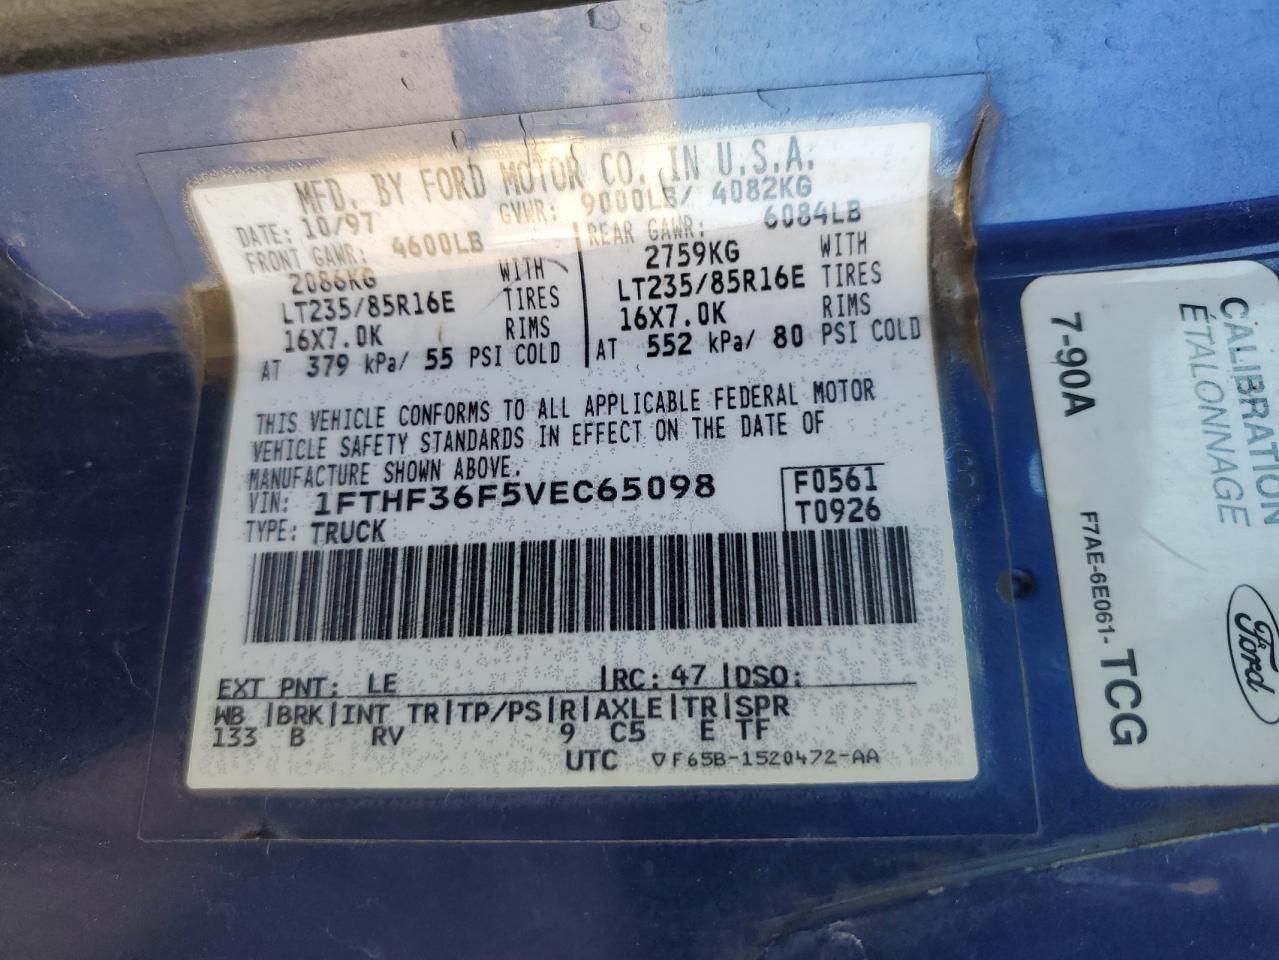 MFD. BY FORD MOTOR CO. IN U.S.A.
DATE: 10/97 GVWR: 9000LB/ 4082KG
FRONT GAWR: 4600LB REAR GAWR: 6084LB
2086KG WITH 2759KG WITH
LT235/85R16E TIRES LT235/85R16E TIRES
16X7.0K RIMS 16X7.0K RIMS
AT 379 kPa/ 55 PSI COLD AT 552 kPa/ 80 PSI COLD
THIS VEHICLE CONFORMS TO ALL APPLICABLE FEDERAL MOTOR
VEHICLE SAFETY STANDARDS IN EFFECT ON THE DATE OF
MANUFACTURE SHOWN ABOVE.
VIN: 1FTHF36F5VEC65098 F0561
TYPE: TRUCK T0926
EXT PNT: LE RC: 47 DSO:
WB |BRK|INT TR|TP/PS|R|AXLE|TR|SPR
133 B RV 9 C5 E TF
UTC ▽F65B-1520472-AA
CALIBRATION
ÉTALONNAGE
7-90A
F7AE-6E061-TCG
Ford